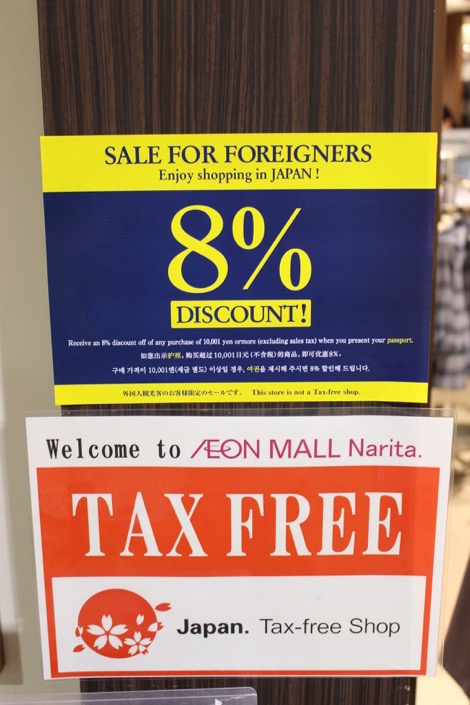 SALE FOR FOREIGNERS
Enjoy shopping in JAPAN !
8%
DISCOUNT!
Receive an 8% discount off of any purchase of 10,001 yen ormore (excluding sales tax) when you present your passport.
如您出示护照，购买超过10,001日元(不含税)的商品，即可优惠8%。
구매 가격이 10,001엔(세금 별도) 이상일 경우, 여권을 제시해 주시면 8% 할인해 드립니다.
外国人観光客のお客様限定のセールです。 This store is not a Tax-free shop.
Welcome to ÆON MALL Narita.
TAX FREE
Japan. Tax-free Shop